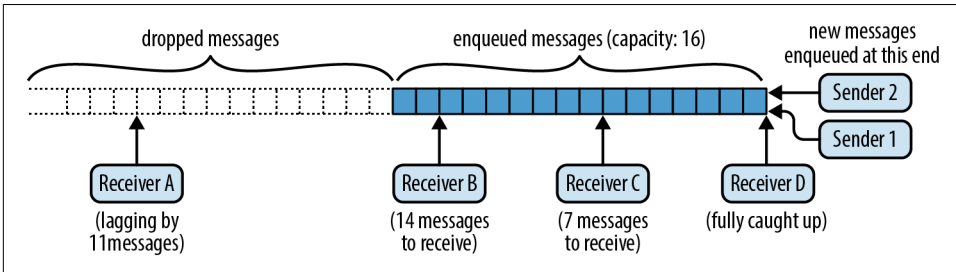 dropped messages
enqueued messages (capacity: 16)
new messages
enqueued at this end
Sender 2
Sender 1
Receiver A
(lagging by
11messages)
Receiver B
(14 messages
to receive)
Receiver C
(7 messages
to receive)
Receiver D
(fully caught up)